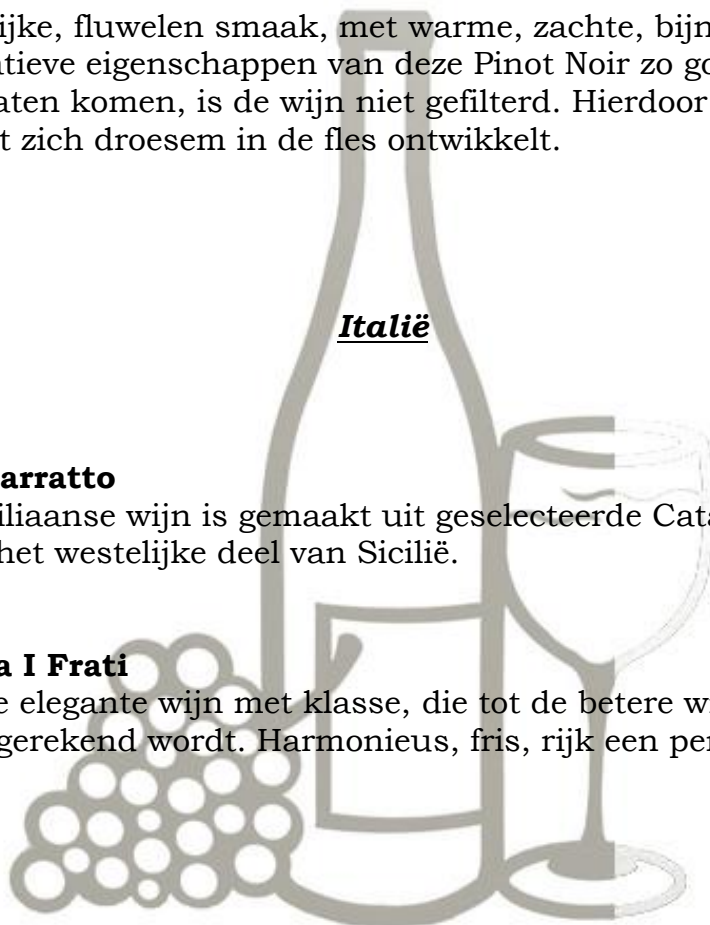 ijke, fluwelen smaak, met warme, zachte, bijn
tieve eigenschappen van deze Pinot Noir zo go
aten komen, is de wijn niet gefilterd. Hierdoor
t zich droesem in de fles ontwikkelt.
Italië
arratto
iliaanse wijn is gemaakt uit geselecteerde Cata
het westelijke deel van Sicilië.
a I Frati
e elegante wijn met klasse, die tot de betere wi
gerekend wordt. Harmonieus, fris, rijk een per